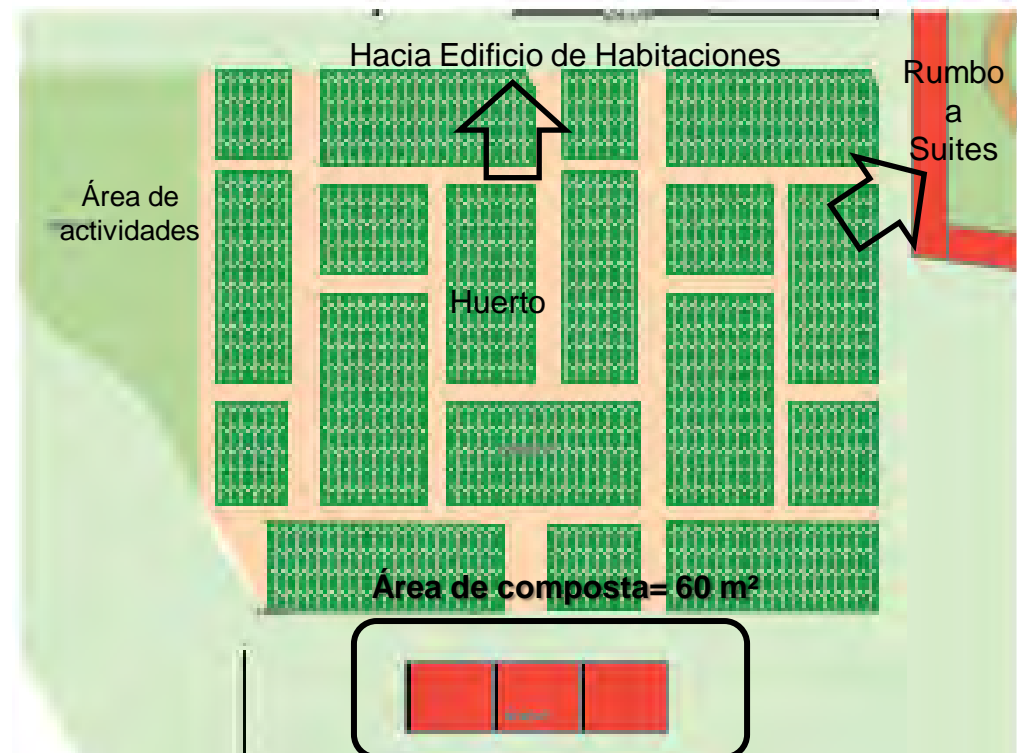 Hacia Edificio de Habitaciones
Rumbo
a
Suites
Área de
actividades
Huerto
Área de composta= 60 m²